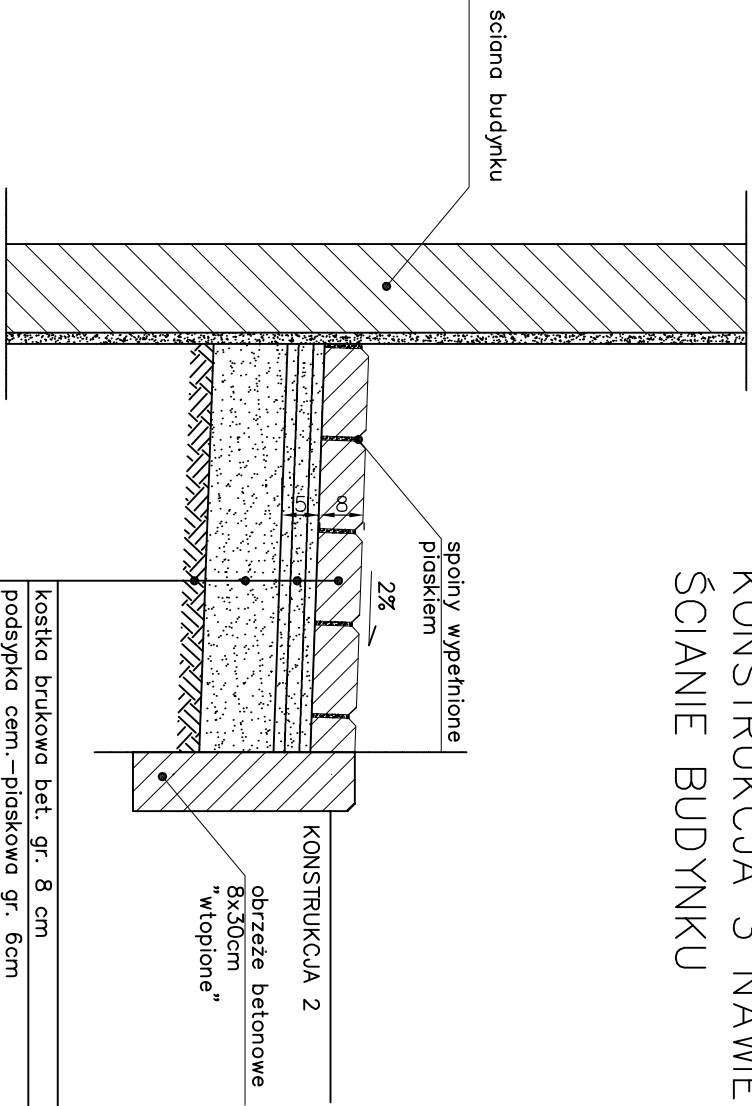 KONSTRUKCJA 3 NAWIE
ŚCIANIE BUDYNKU
ściana budynku
spoiny wypełnione
piaskiem
2%
5
8
KONSTRUKCJA 2
obrzeże betonowe
8x30cm
"wtopione"
kostka brukowa bet. gr. 8 cm
podsypka cem.-piaskowa gr. 6cm